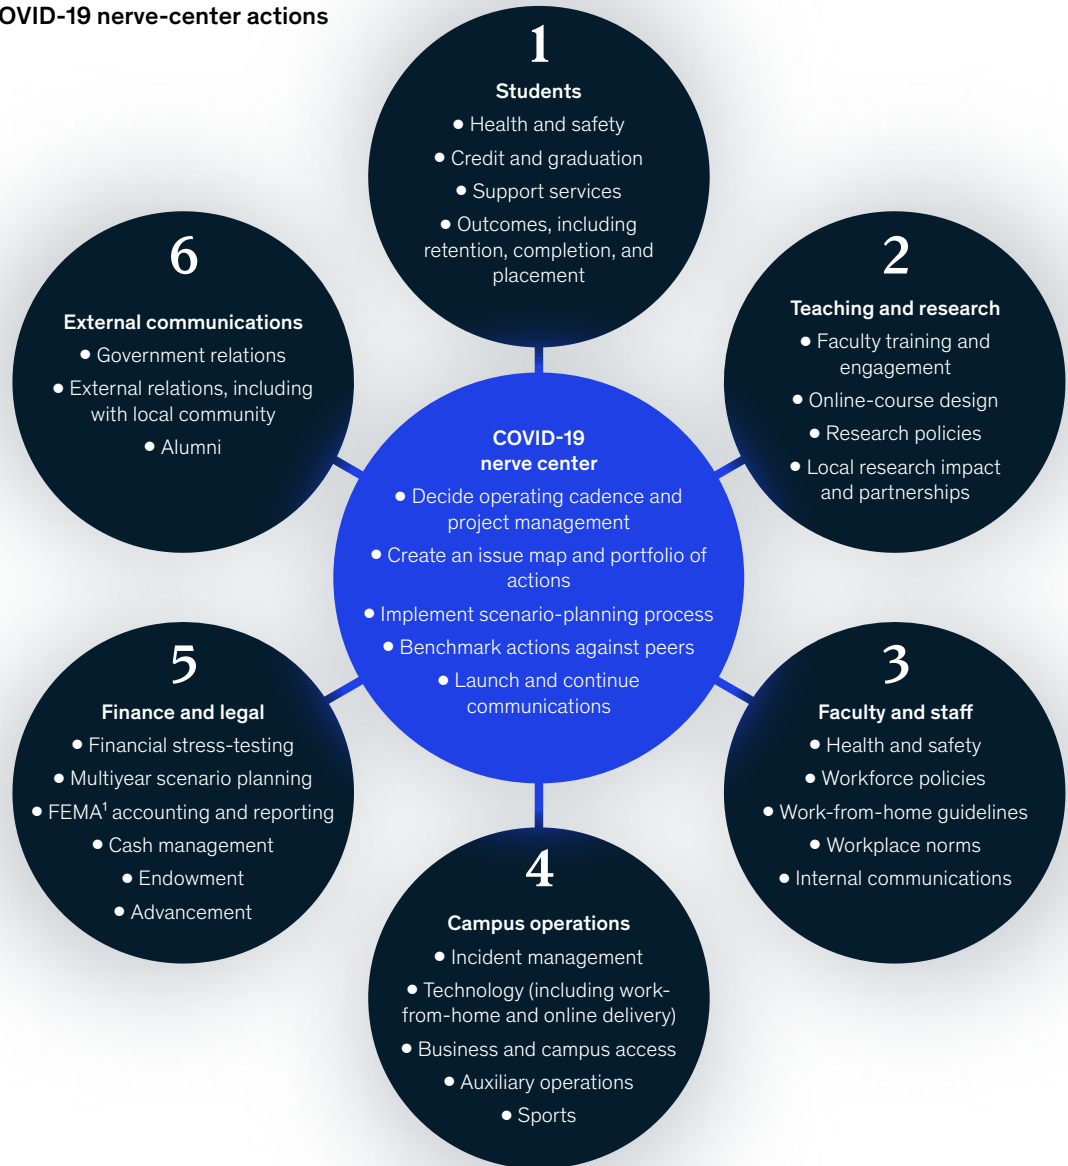 OVID-19 nerve-center actions
1
Students
• Health and safety
• Credit and graduation
• Support services
• Outcomes, including
retention, completion, and
placement
2
Teaching and research
• Faculty training and
engagement
• Online-course design
• Research policies
• Local research impact
and partnerships
3
Faculty and staff
• Health and safety
• Workforce policies
• Work-from-home guidelines
• Workplace norms
• Internal communications
4
Campus operations
• Incident management
• Technology (including work-
from-home and online delivery)
• Business and campus access
• Auxiliary operations
• Sports
5
Finance and legal
• Financial stress-testing
• Multiyear scenario planning
• FEMA¹ accounting and reporting
• Cash management
• Endowment
• Advancement
6
External communications
• Government relations
• External relations, including
with local community
• Alumni
COVID-19
nerve center
• Decide operating cadence and
project management
• Create an issue map and portfolio of
actions
• Implement scenario-planning process
• Benchmark actions against peers
• Launch and continue
communications